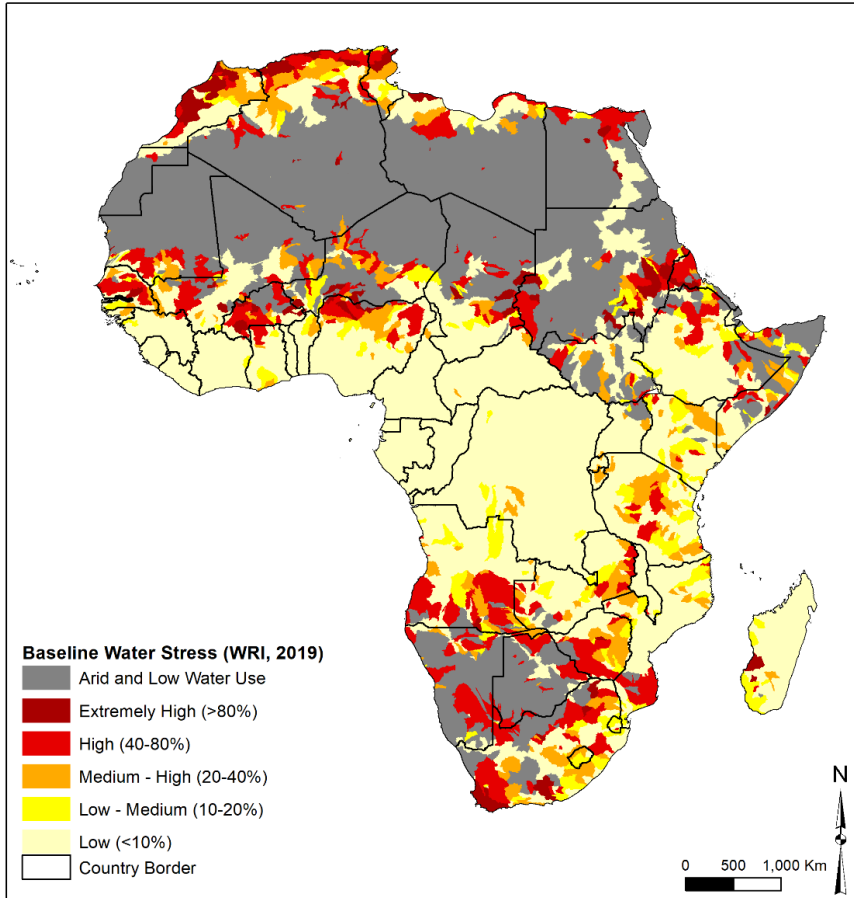 Baseline Water Stress (WRI, 2019)
Arid and Low Water Use
Extremely High (>80%)
High (40-80%)
Medium - High (20-40%)
Low - Medium (10-20%)
Low (<10%)
Country Border
N
0 500 1,000 Km